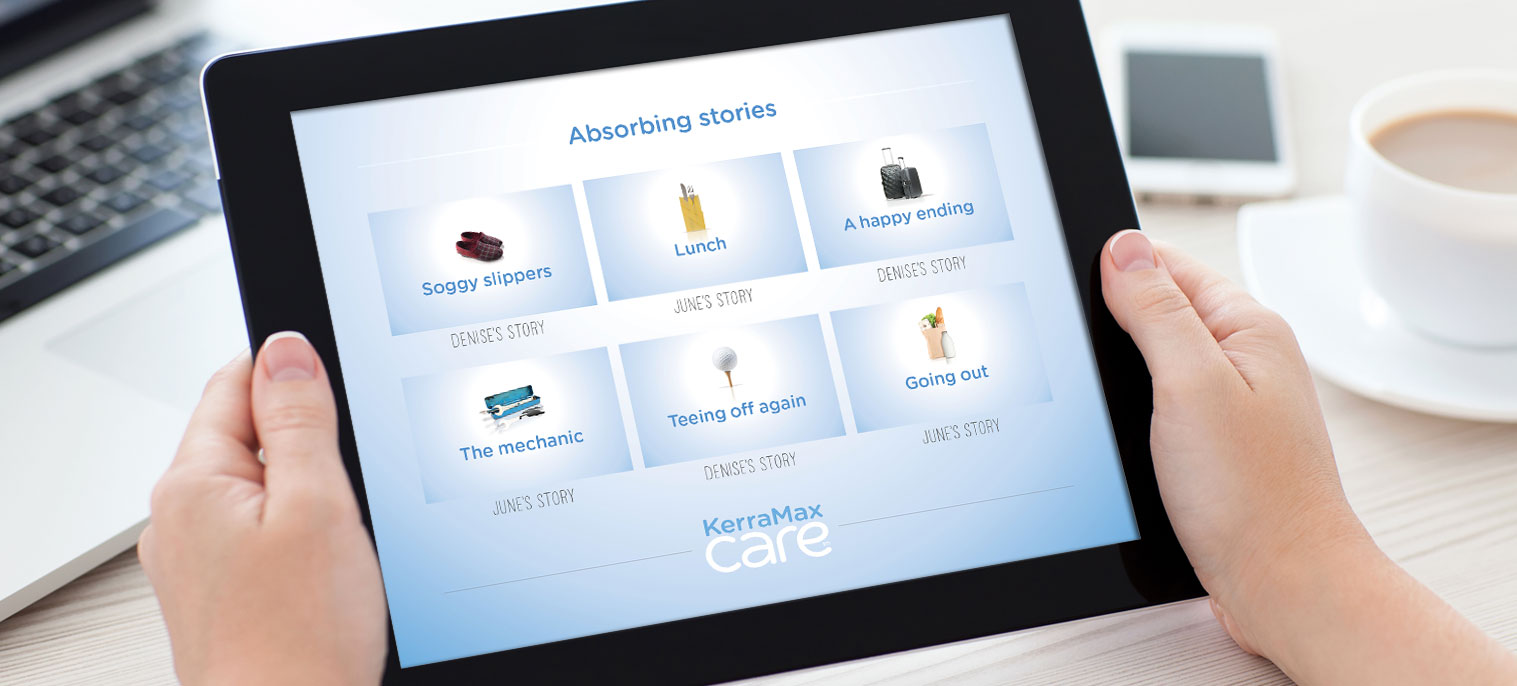 Absorbing stories
Soggy slippers
DENISE'S STORY
Lunch
JUNE'S STORY
A happy ending
DENISE'S STORY
The mechanic
JUNE'S STORY
Teeing off again
DENISE'S STORY
Going out
JUNE'S STORY
KerraMax
care